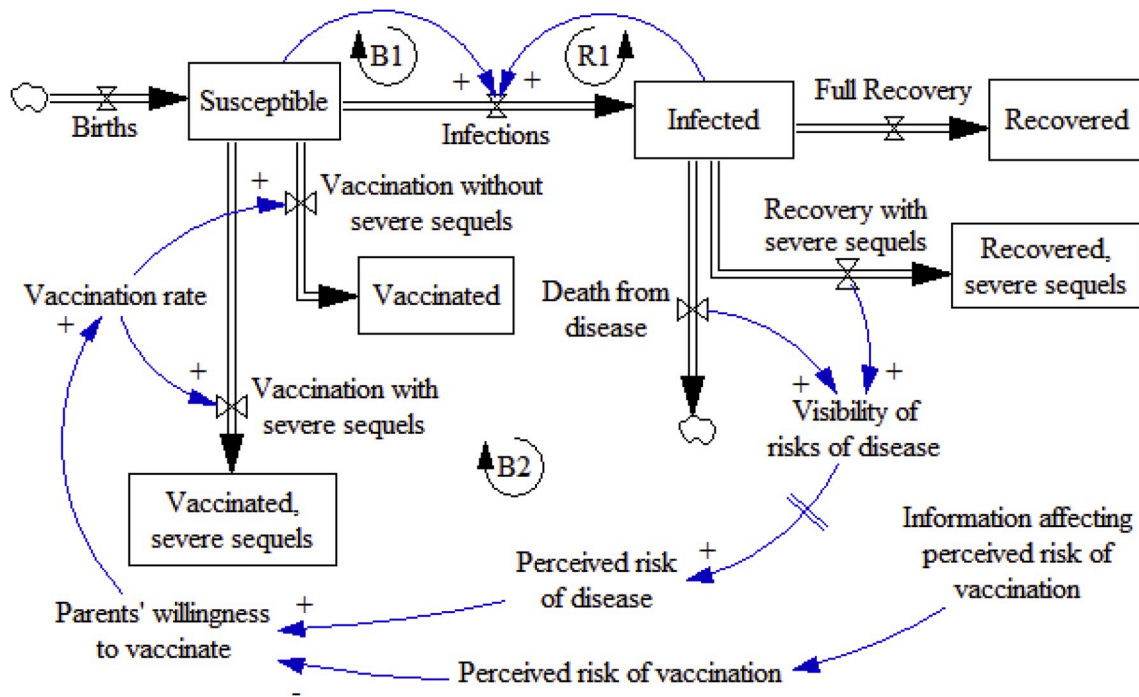 B1
R1
+
+
Births
Susceptible
Infections
Infected
Full Recovery
Recovered
+
Vaccination without
severe sequels
Recovery with
severe sequels
Recovered,
severe sequels
Vaccination rate
+
Vaccinated
Death from
disease
+
Vaccination with
severe sequels
+
+
Visibility of
risks of disease
B2
Vaccinated,
severe sequels
Information affecting
perceived risk of
vaccination
+
Perceived risk
of disease
Parents' willingness
to vaccinate
+
Perceived risk of vaccination
-